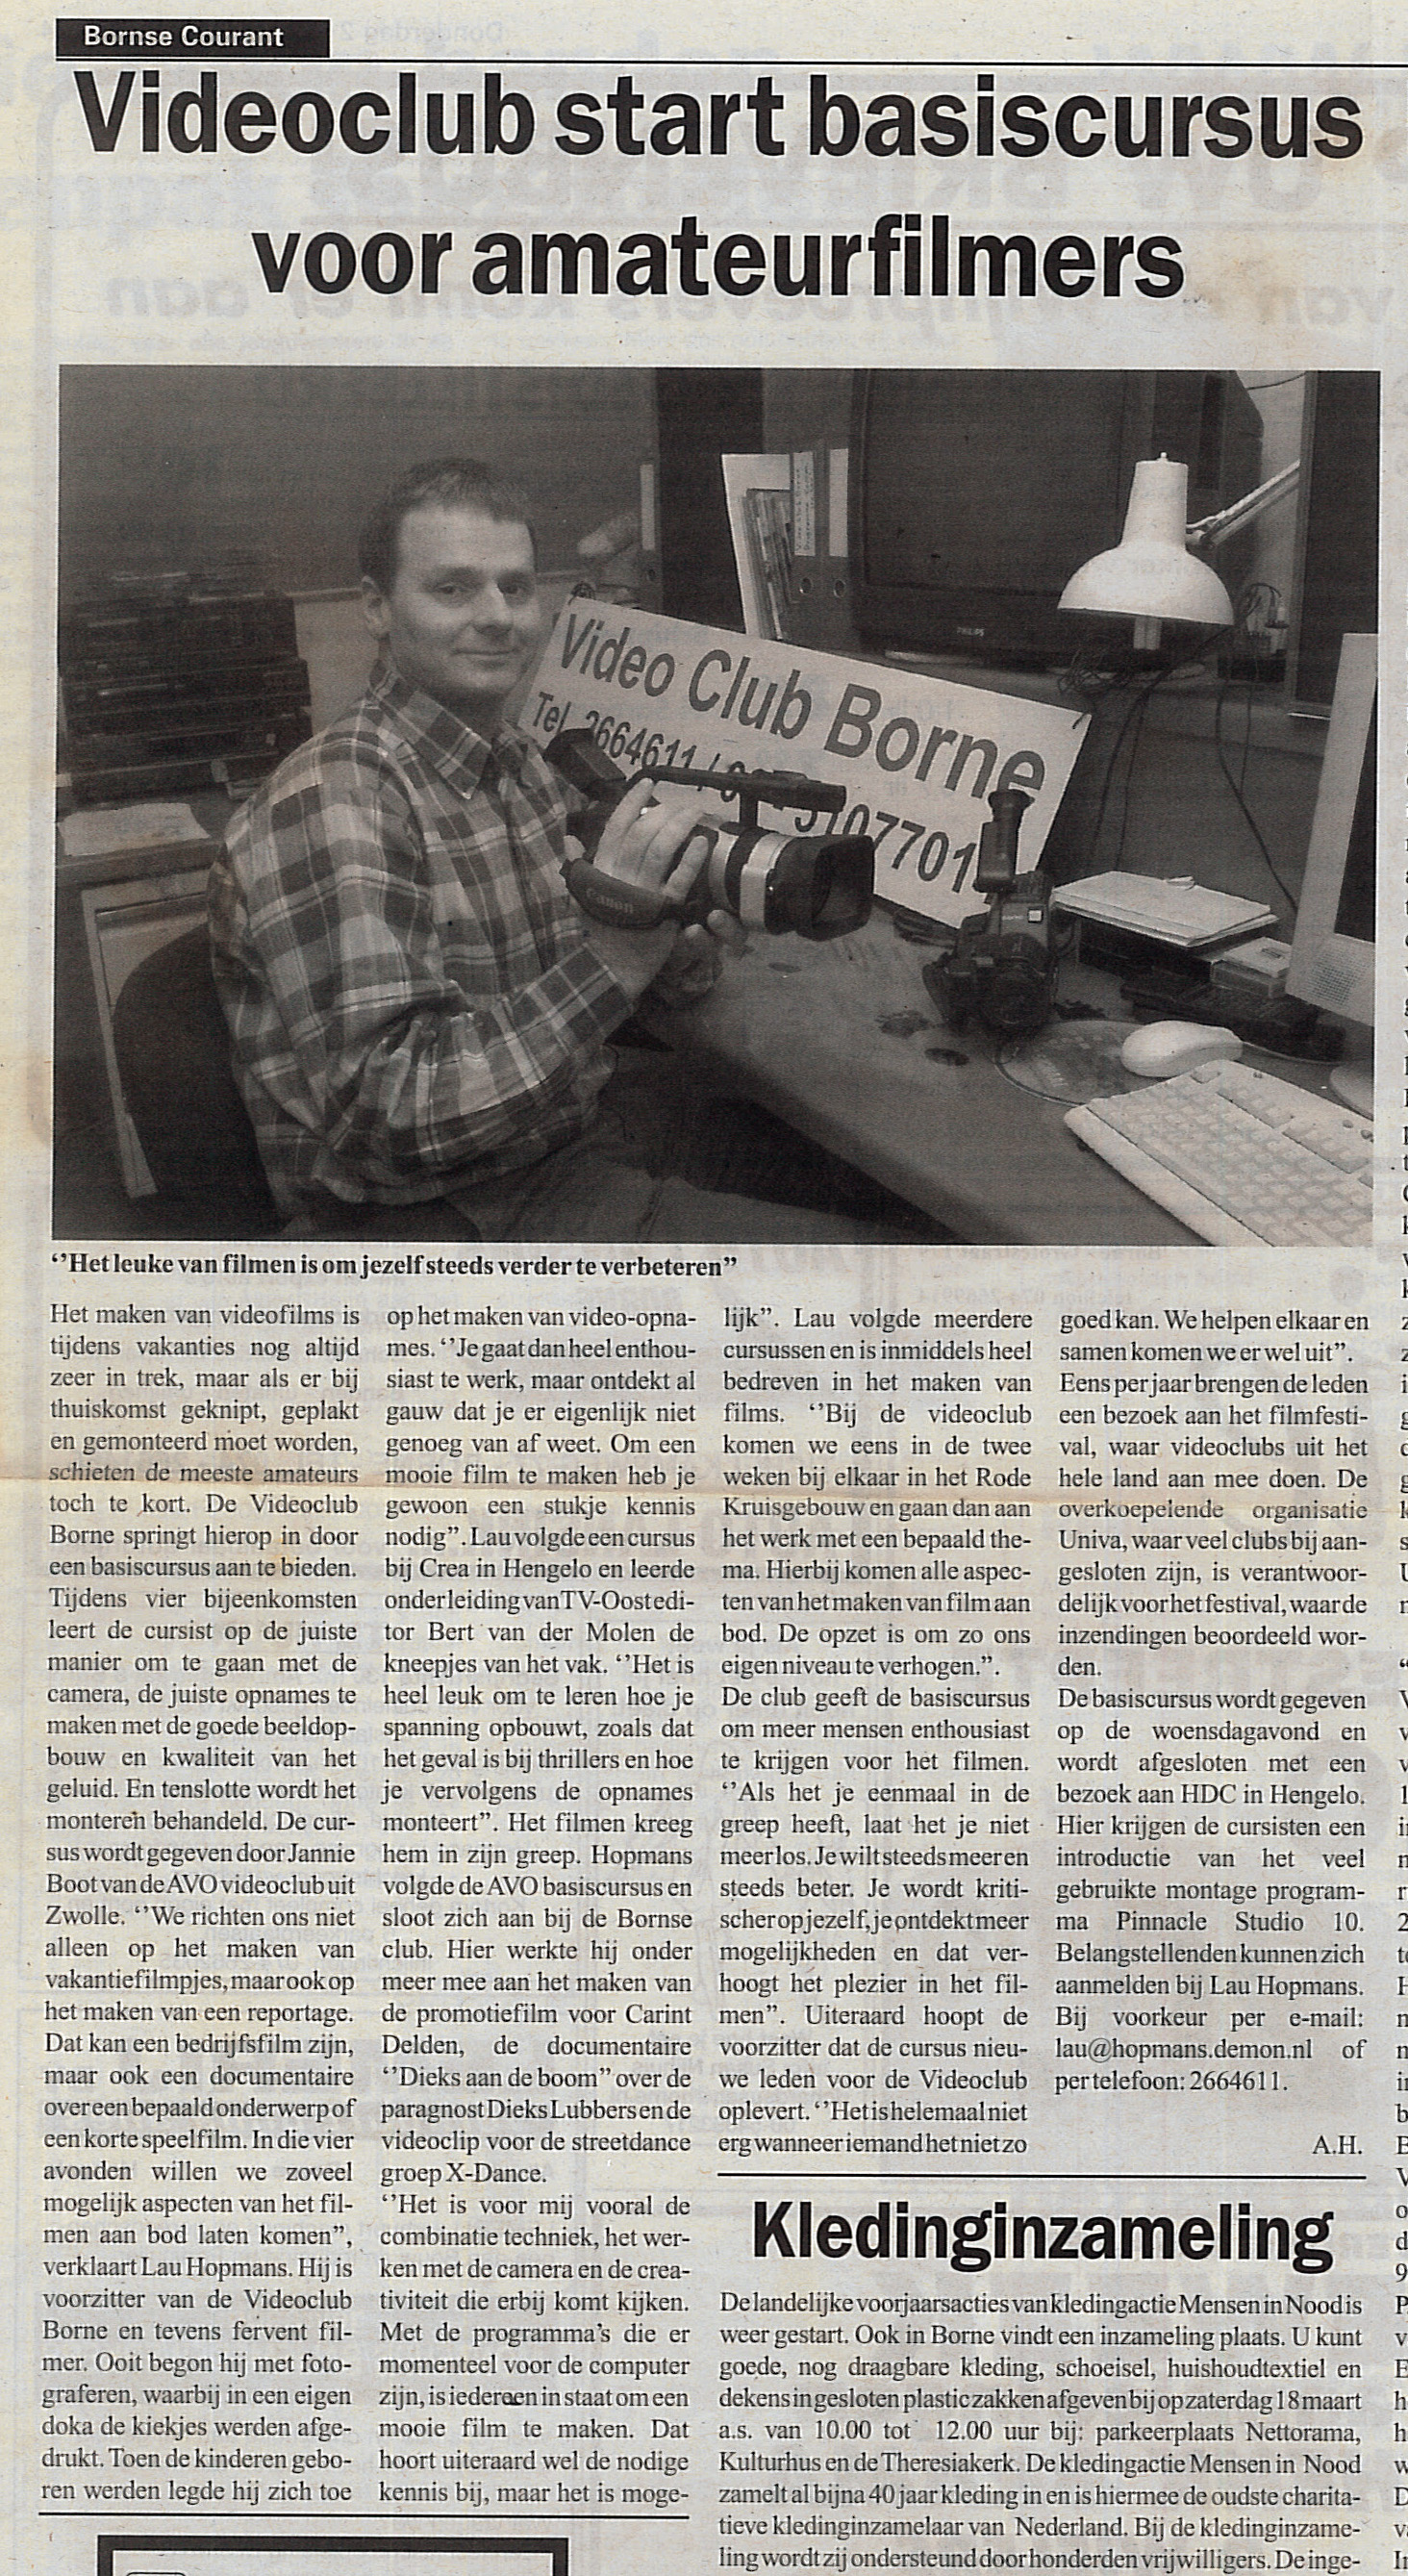 Bornse Courant
Videoclub start basiscursus
voor amateurfilmers
Video Club Borne
Tel. 2664611 /
5107701
Canon
PHILIPS
‘’Het leuke van filmen is om jezelf steeds verder te verbeteren”
Het maken van videofilms is
tijdens vakanties nog altijd
zeer in trek, maar als er bij
thuiskomst geknipt, geplakt
en gemonteerd moet worden,
schieten de meeste amateurs
toch te kort. De Videoclub
Borne springt hierop in door
een basiscursus aan te bieden.
Tijdens vier bijeenkomsten
leert de cursist op de juiste
manier om te gaan met de
camera, de juiste opnames te
maken met de goede beeldop-
bouw en kwaliteit van het
geluid. En tenslotte wordt het
monteren behandeld. De cur-
sus wordt gegeven door Jannie
Boot van de AVO videoclub uit
Zwolle. ‘’We richten ons niet
alleen op het maken van
vakantiefilmpjes, maar ook op
het maken van een reportage.
Dat kan een bedrijfsfilm zijn,
maar ook een documentaire
over een bepaald onderwerp of
een korte speelfilm. In die vier
avonden willen we zoveel
mogelijk aspecten van het fil-
men aan bod laten komen”,
verklaart Lau Hopmans. Hij is
voorzitter van de Videoclub
Borne en tevens fervent fil-
mer. Ooit begon hij met foto-
graferen, waarbij in een eigen
doka de kiekjes werden afge-
drukt. Toen de kinderen gebo-
ren werden legde hij zich toe
op het maken van video-opna-
mes. ‘’Je gaat dan heel enthou-
siast te werk, maar ontdekt al
gauw dat je er eigenlijk niet
genoeg van af weet. Om een
mooie film te maken heb je
gewoon een stukje kennis
nodig”. Lau volgde een cursus
bij Crea in Hengelo en leerde
onder leiding van TV-Oost edi-
tor Bert van der Molen de
kneepjes van het vak. ‘’Het is
heel leuk om te leren hoe je
spanning opbouwt, zoals dat
het geval is bij thrillers en hoe
je vervolgens de opnames
monteert”. Het filmen kreeg
hem in zijn greep. Hopmans
volgde de AVO basiscursus en
sloot zich aan bij de Bornse
club. Hier werkte hij onder
meer mee aan het maken van
de promotiefilm voor Carint
Delden, de documentaire
‘’Dieks aan de boom” over de
paragnost Dieks Lubbers en de
videoclip voor de streetdance
groep X-Dance.
‘’Het is voor mij vooral de
combinatie techniek, het wer-
ken met de camera en de crea-
tiviteit die erbij komt kijken.
Met de programma’s die er
momenteel voor de computer
zijn, is iedereen in staat om een
mooie film te maken. Dat
hoort uiteraard wel de nodige
kennis bij, maar het is moge-
lijk”. Lau volgde meerdere
cursussen en is inmiddels heel
bedreven in het maken van
films. ‘’Bij de videoclub
komen we eens in de twee
weken bij elkaar in het Rode
Kruisgebouw en gaan dan aan
het werk met een bepaald the-
ma. Hierbij komen alle aspec-
ten van het maken van film aan
bod. De opzet is om zo ons
eigen niveau te verhogen.”.
De club geeft de basiscursus
om meer mensen enthousiast
te krijgen voor het filmen.
‘’Als het je eenmaal in de
greep heeft, laat het je niet
meer los. Je wilt steeds meer en
steeds beter. Je wordt kriti-
scher op jezelf, je ontdekt meer
mogelijkheden en dat ver-
hoogt het plezier in het fil-
men”. Uiteraard hoopt de
voorzitter dat de cursus nieu-
we leden voor de Videoclub
oplevert. ‘’Het is helemaal niet
erg wanneer iemand het niet zo
goed kan. We helpen elkaar en
samen komen we er wel uit”.
Eens per jaar brengen de leden
een bezoek aan het filmfesti-
val, waar videoclubs uit het
hele land aan mee doen. De
overkoepelende organisatie
Univa, waar veel clubs bij aan-
gesloten zijn, is verantwoor-
delijk voor het festival, waar de
inzendingen beoordeeld wor-
den.
De basiscursus wordt gegeven
op de woensdagavond en
wordt afgesloten met een
bezoek aan HDC in Hengelo.
Hier krijgen de cursisten een
introductie van het veel
gebruikte montage program-
ma Pinnacle Studio 10.
Belangstellenden kunnen zich
aanmelden bij Lau Hopmans.
Bij voorkeur per e-mail:
lau@hopmans.demon.nl of
per telefoon: 2664611.
A.H.
Kledinginzameling
De landelijke voorjaarsacties van kledingactie Mensen in Nood is
weer gestart. Ook in Borne vindt een inzameling plaats. U kunt
goede, nog draagbare kleding, schoeisel, huishoudtextiel en
dekens in gesloten plastic zakken afgeven bij op zaterdag 18 maart
a.s. van 10.00 tot 12.00 uur bij: parkeerplaats Nettorama,
Kulturhus en de Theresiakerk. De kledingactie Mensen in Nood
zamelt al bijna 40 jaar kleding in en is hiermee de oudste charita-
tieve kledinginzamelaar van Nederland. Bij de kledinginzame-
ling wordt zij ondersteund door honderden vrijwilligers. De inge-